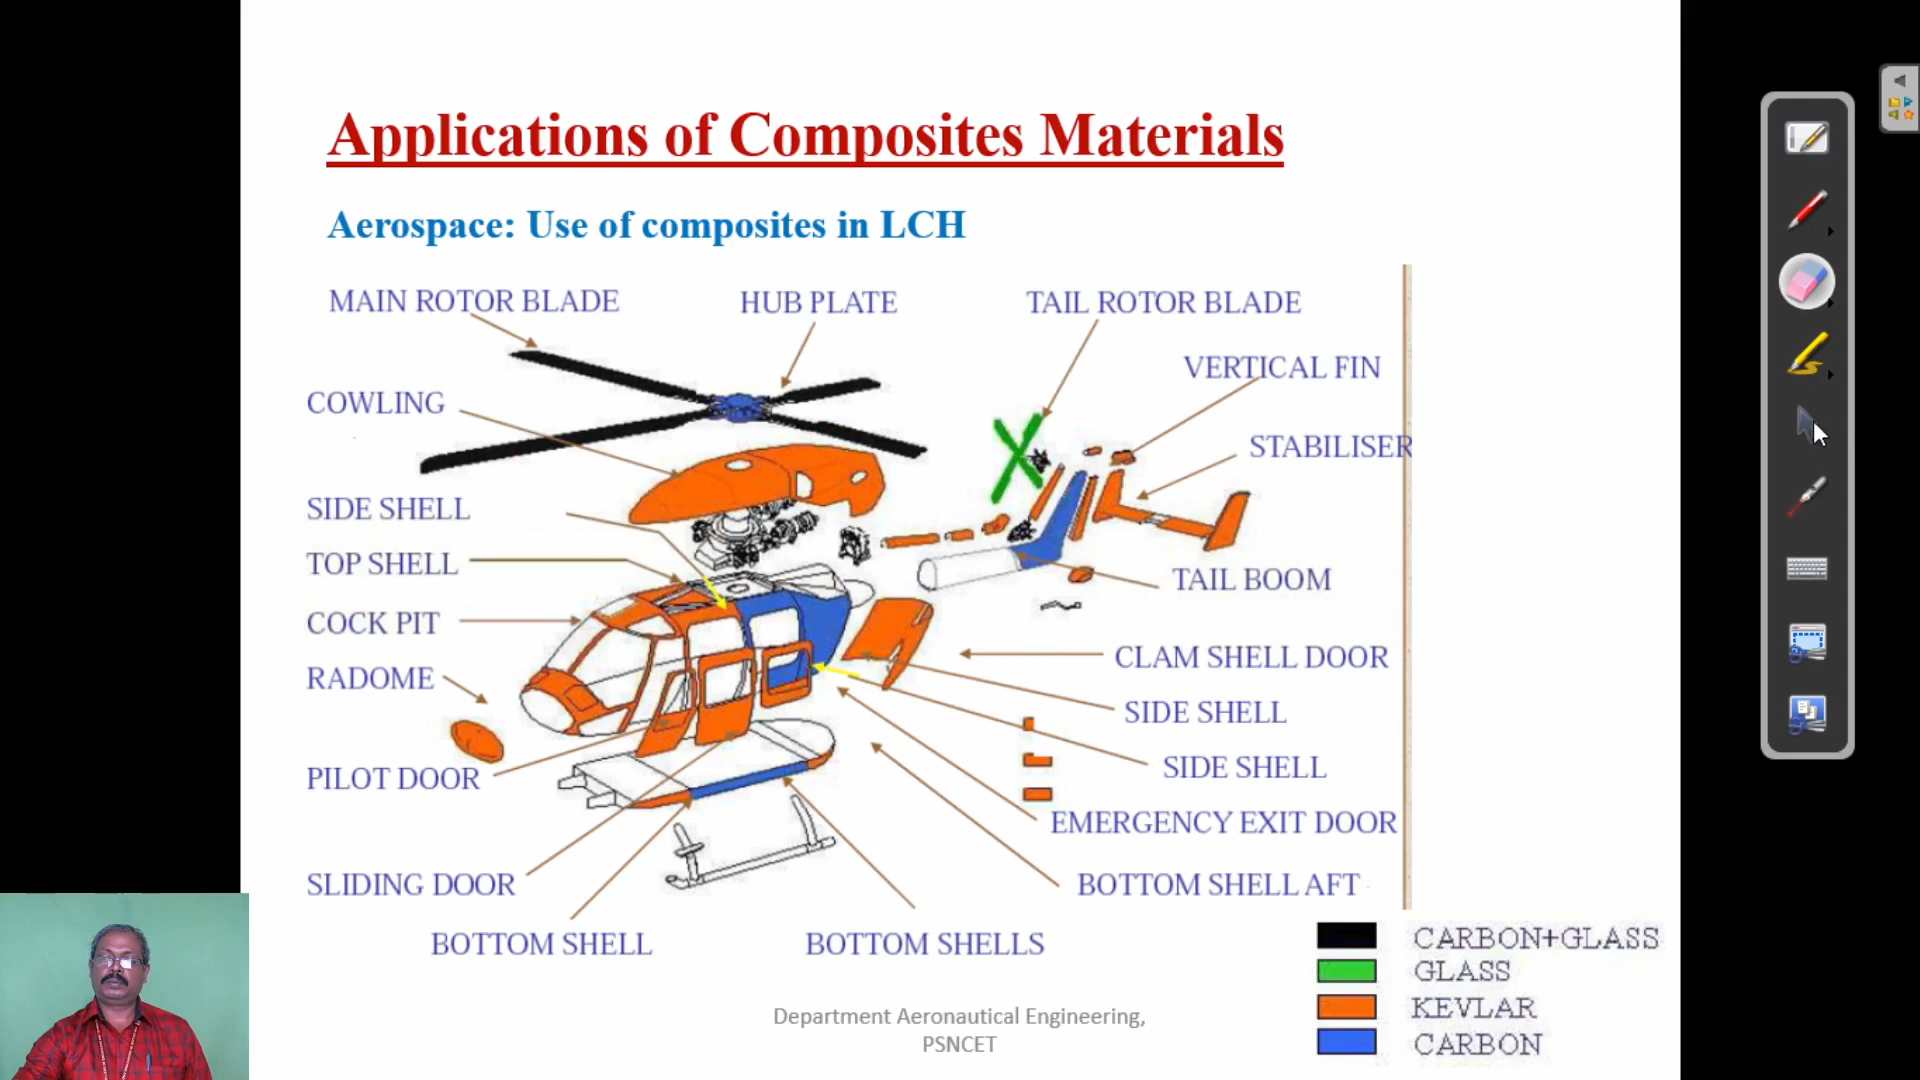 Applications of Composites Materials
Aerospace: Use of composites in LCH
MAIN ROTOR BLADE
HUB PLATE
TAIL ROTOR BLADE
VERTICAL FIN
COWLING
STABILISER
SIDE SHELL
TOP SHELL
TAIL BOOM
COCK PIT
CLAM SHELL DOOR
RADOME
SIDE SHELL
SIDE SHELL
PILOT DOOR
EMERGENCY EXIT DOOR
SLIDING DOOR
BOTTOM SHELL AFT
BOTTOM SHELL
BOTTOM SHELLS
CARBON+GLASS
GLASS
KEVLAR
CARBON
Department Aeronautical Engineering,
PSNCET